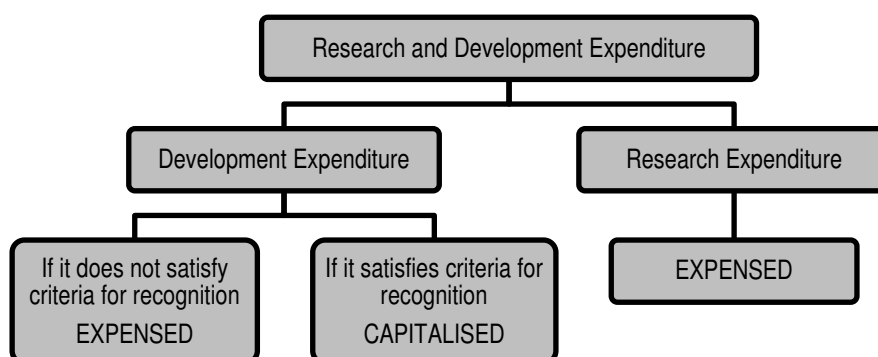 Research and Development Expenditure
Development Expenditure
Research Expenditure
If it does not satisfy
criteria for recognition
EXPENSED
If it satisfies criteria for
recognition
CAPITALISED
EXPENSED